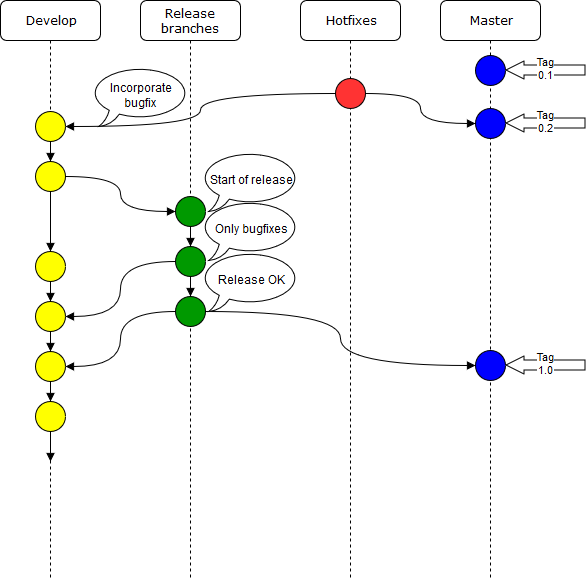 Develop
Release
branches
Hotfixes
Master
Tag
0.1
Incorporate
bugfix
Tag
0.2
Start of release
Only bugfixes
Release OK
Tag
1.0